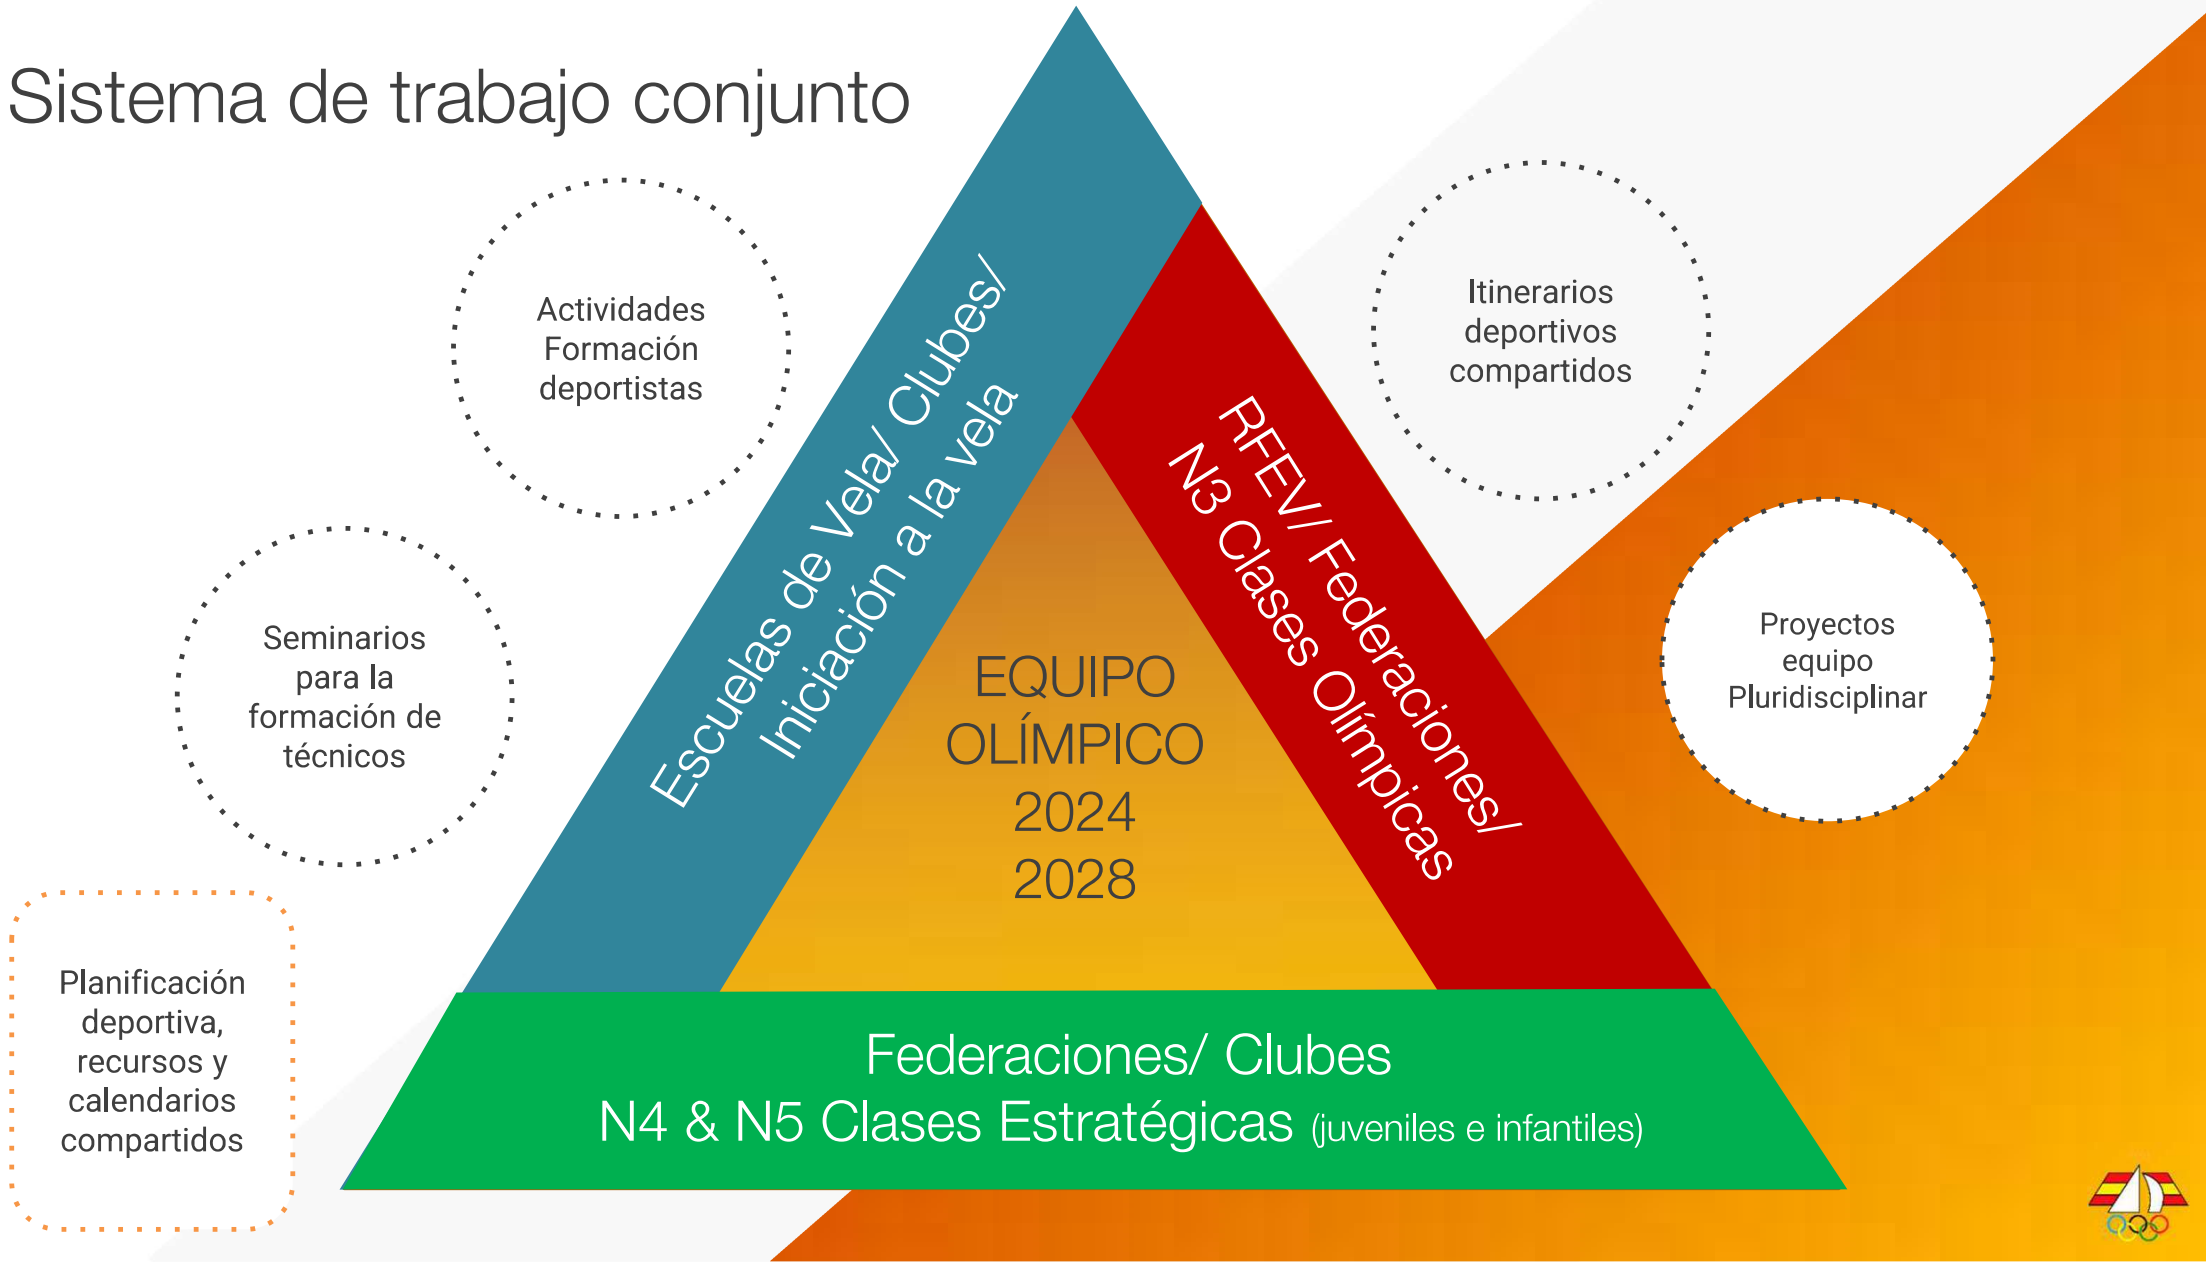 Sistema de trabajo conjunto
Actividades
Formación
deportistas
Seminarios
para la
formación de
técnicos
Planificación
deportiva,
recursos y
calendarios
compartidos
Escuelas de Vela/ Clubes/
Iniciación a la vela
RFEV/ Federaciones/
N3 Clases Olímpicas
EQUIPO
OLÍMPICO
2024
2028
Itinerarios
deportivos
compartidos
Proyectos
equipo
Pluridisciplinar
Federaciones/ Clubes
N4 & N5 Clases Estratégicas (juveniles e infantiles)